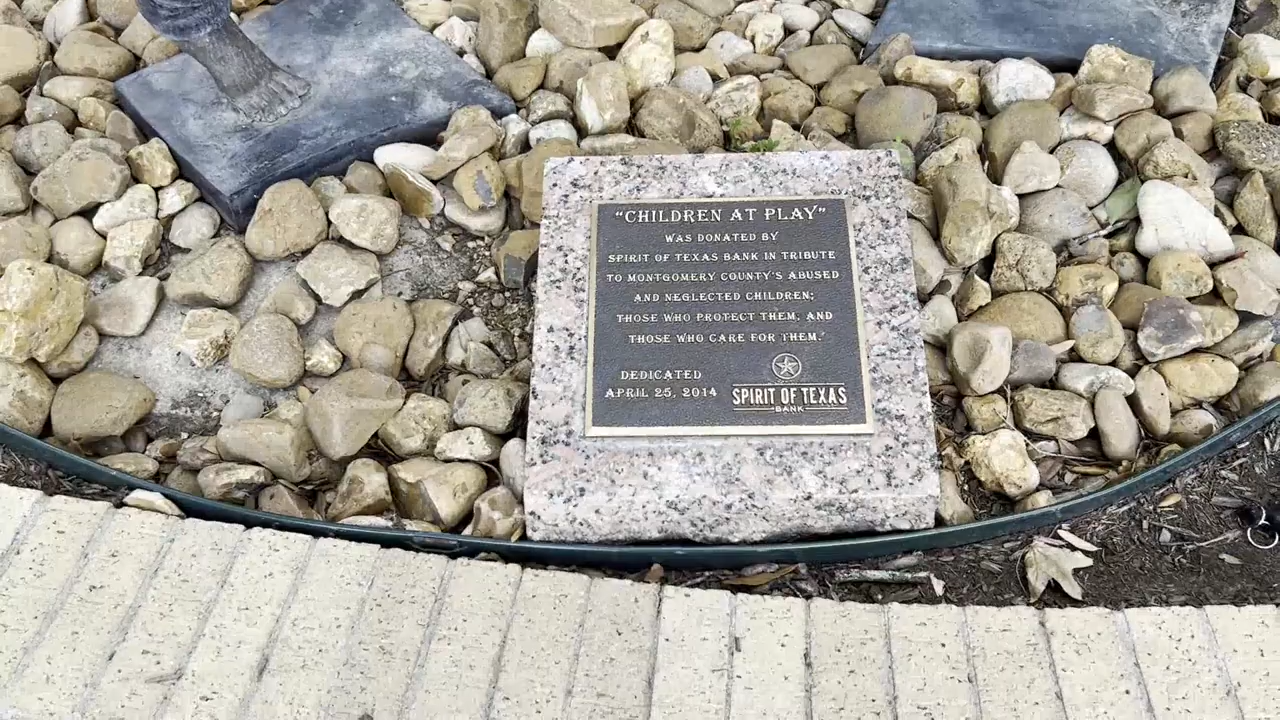 "CHILDREN AT PLAY"
WAS DONATED BY
SPIRIT OF TEXAS BANK IN TRIBUTE
TO MONTGOMERY COUNTY'S ABUSED
AND NEGLECTED CHILDREN;
THOSE WHO PROTECT THEM, AND
THOSE WHO CARE FOR THEM.'
DEDICATED
APRIL 25, 2014
SPIRIT OF TEXAS
BANK